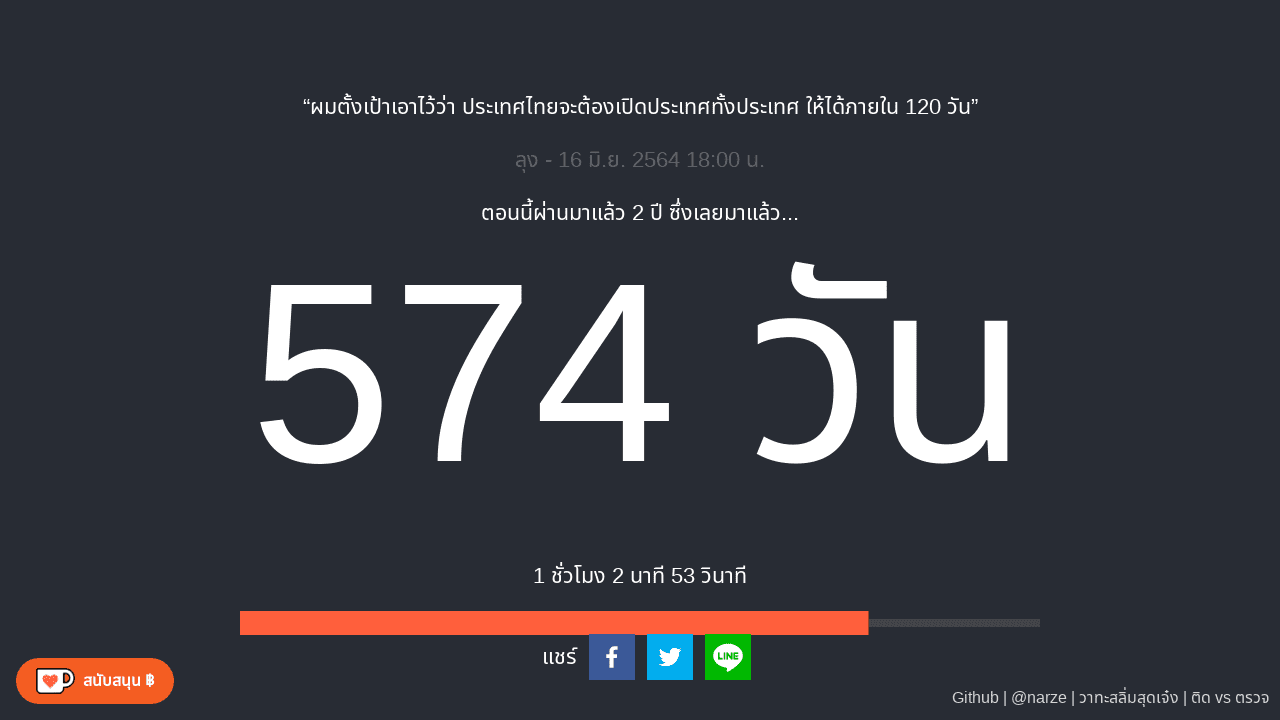 “ผมตั้งเป้าเอาไว้ว่า ประเทศไทยจะต้องเปิดประเทศทั้งประเทศ ให้ได้ภายใน 120 วัน”
ลุง - 16 มิ.ย. 2564 18:00 น.
ตอนนี้ผ่านมาแล้ว 2 ปี ซึ่งเลยมาแล้ว...
574 วัน
1 ชั่วโมง 2 นาที 53 วินาที
แชร์
LINE
สนับสนุน ฿
Github | @narze | วาทะสลิ่มสุดเจ๋ง | ติด vs ตรวจ